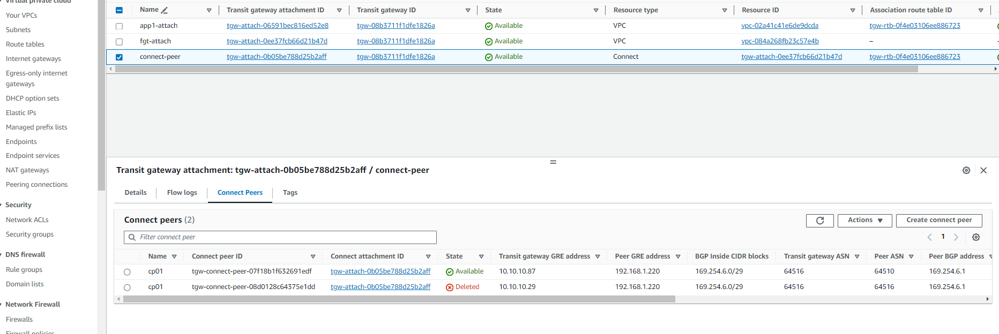 Virtual private cloud
Your VPCs
Subnets
Route tables
Internet gateways
Egress-only internet
gateways
DHCP option sets
Elastic IPs
Managed prefix lists
Endpoints
Endpoint services
NAT gateways
Peering connections
Security
Network ACLs
Security groups
DNS firewall
Rule groups
Domain lists
Network Firewall
Firewalls
Firewall policies
Name Transit gateway attachment ID Transit gateway ID State Resource type Resource ID Association route table ID
app1-attach tgw-attach-06591bec816ed52e8 tgw-08b3711f1dfe1826a Available VPC vpc-02a41c41e6de9dcda tgw-rtb-0f4e03106ee886723
fgt-attach tgw-attach-0ee37fcb66d21b47d tgw-08b3711f1dfe1826a Available VPC vpc-084a268fb23c57e4b –
connect-peer tgw-attach-0b05be788d25b2aff tgw-08b3711f1dfe1826a Available Connect tgw-attach-0ee37fcb66d21b47d tgw-rtb-0f4e03106ee886723
Transit gateway attachment: tgw-attach-0b05be788d25b2aff / connect-peer
Details Flow logs Connect Peers Tags
Connect peers (2)
Actions Create connect peer
Filter connect peer
1
Name Connect peer ID Connect attachment ID State Transit gateway GRE address Peer GRE address BGP Inside CIDR blocks Transit gateway ASN Peer ASN Peer BGP address
cp01 tgw-connect-peer-07f18b1f632691edf tgw-attach-0b05be788d25b2aff Available 10.10.10.87 192.168.1.220 169.254.6.0/29 64516 64510 169.254.6.1
cp01 tgw-connect-peer-08d0128c64375e1dd tgw-attach-0b05be788d25b2aff Deleted 10.10.10.29 192.168.1.220 169.254.6.0/29 64516 64516 169.254.6.1